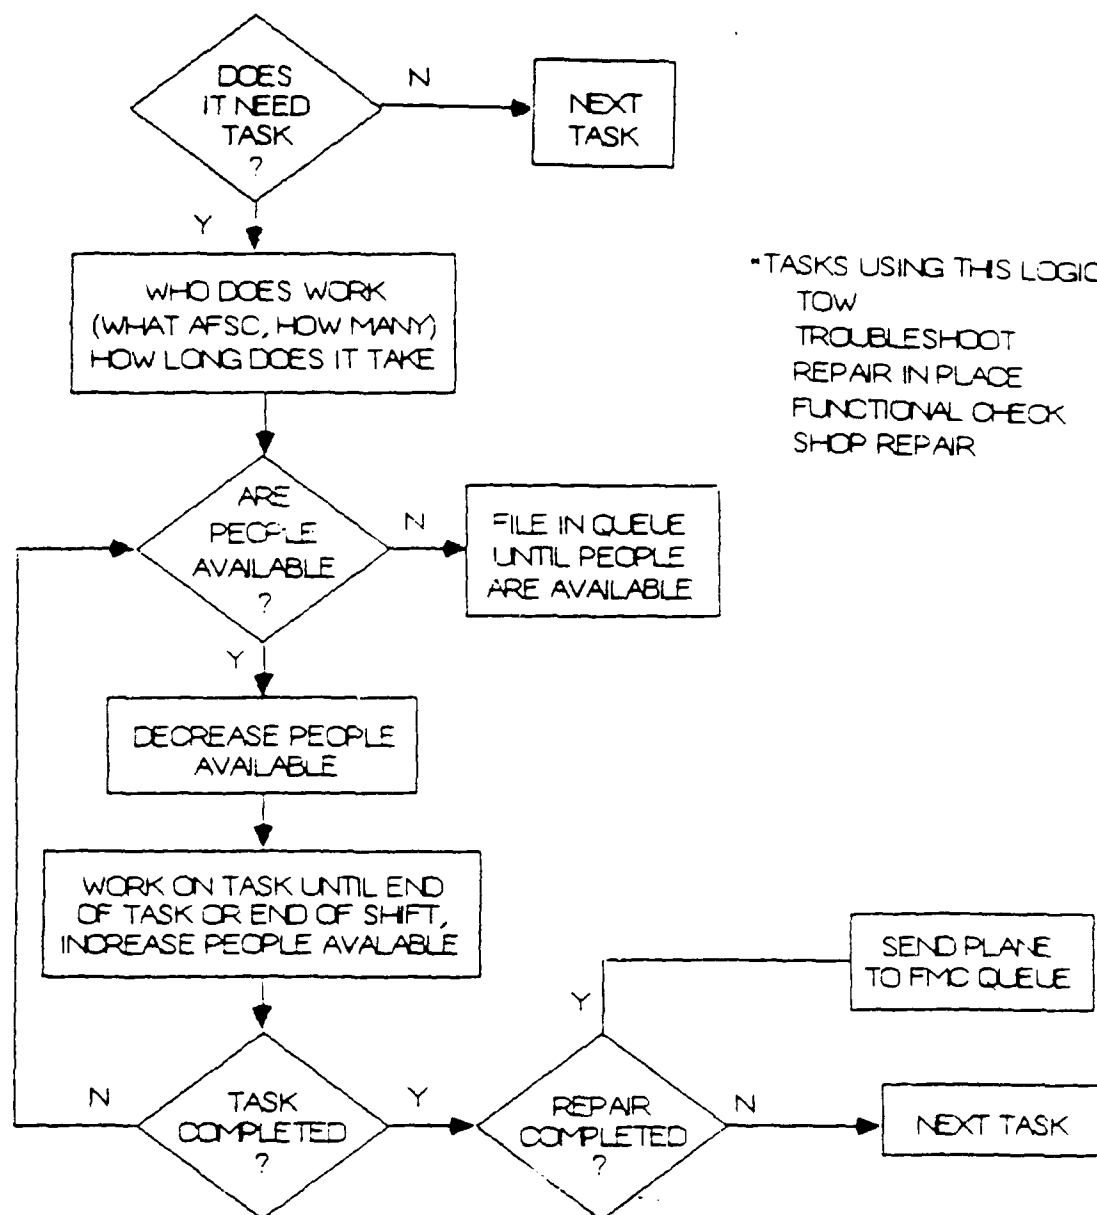 DOES
IT NEED
TASK
?
N
NEXT
TASK
Y
WHO DOES WORK
(WHAT AFSC, HOW MANY)
HOW LONG DOES IT TAKE
*TASKS USING THIS LOGIC
TOW
TROUBLESHOOT
REPAIR IN PLACE
FUNCTIONAL CHECK
SHOP REPAIR
ARE
PEOPLE
AVAILABLE
?
N
FILE IN QUEUE
UNTIL PEOPLE
ARE AVAILABLE
Y
DECREASE PEOPLE
AVAILABLE
WORK ON TASK UNTIL END
OF TASK OR END OF SHIFT,
INCREASE PEOPLE AVALABLE
SEND PLANE
TO FMC QUEUE
Y
N
TASK
COMPLETED
?
Y
REPAIR
COMPLETED
?
N
NEXT TASK